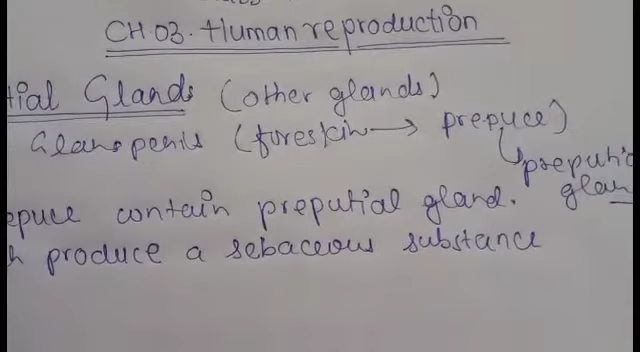 CH.03. Human reproduction
tial Glands (other glands)
Glans penis (foreskin → prepuce)
preputia
glan
epuce contain preputial gland.
h produce a sebaceous substance